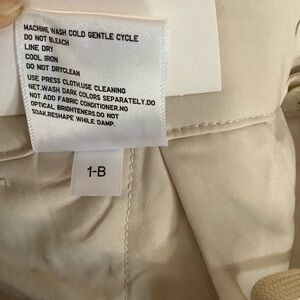 MACHINE WASH COLD GENTLE CYCLE
DO NOT BLEACH
LINE DRY
COOL IRON
DO NOT DRYCLEAN
USE PRESS CLOTH.USE CLEANING
NET.WASH DARK COLORS SEPARATELY.DO
NOT ADD FABRIC CONDITIONER.NO
OPTICAL BRIGHTENERS.DO NOT
SOAK.RESHAPE WHILE DAMP.
1-B